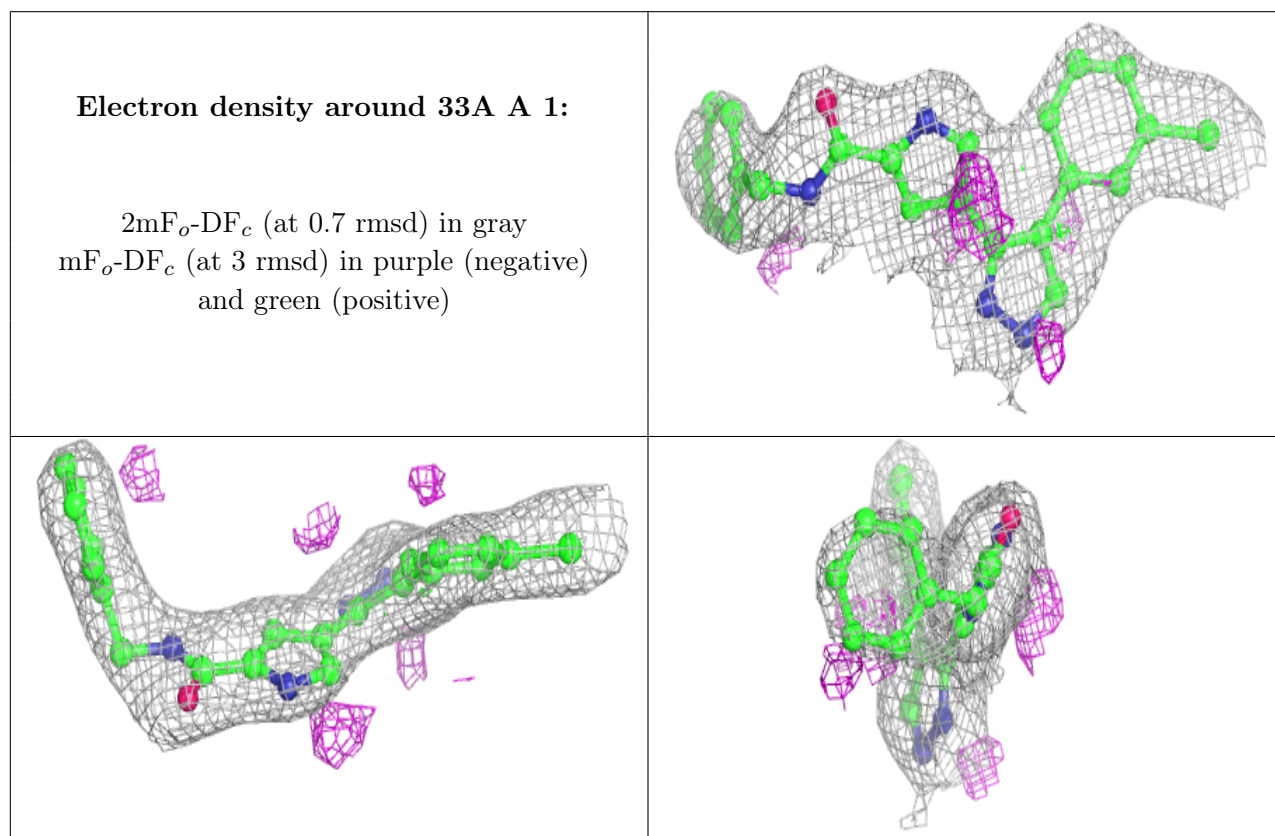 Electron density around 33A A 1:
2mFo-DFc (at 0.7 rmsd) in gray
mFo-DFc (at 3 rmsd) in purple (negative)
and green (positive)